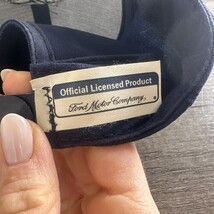 Official Licensed Product
Ford Motor Company,